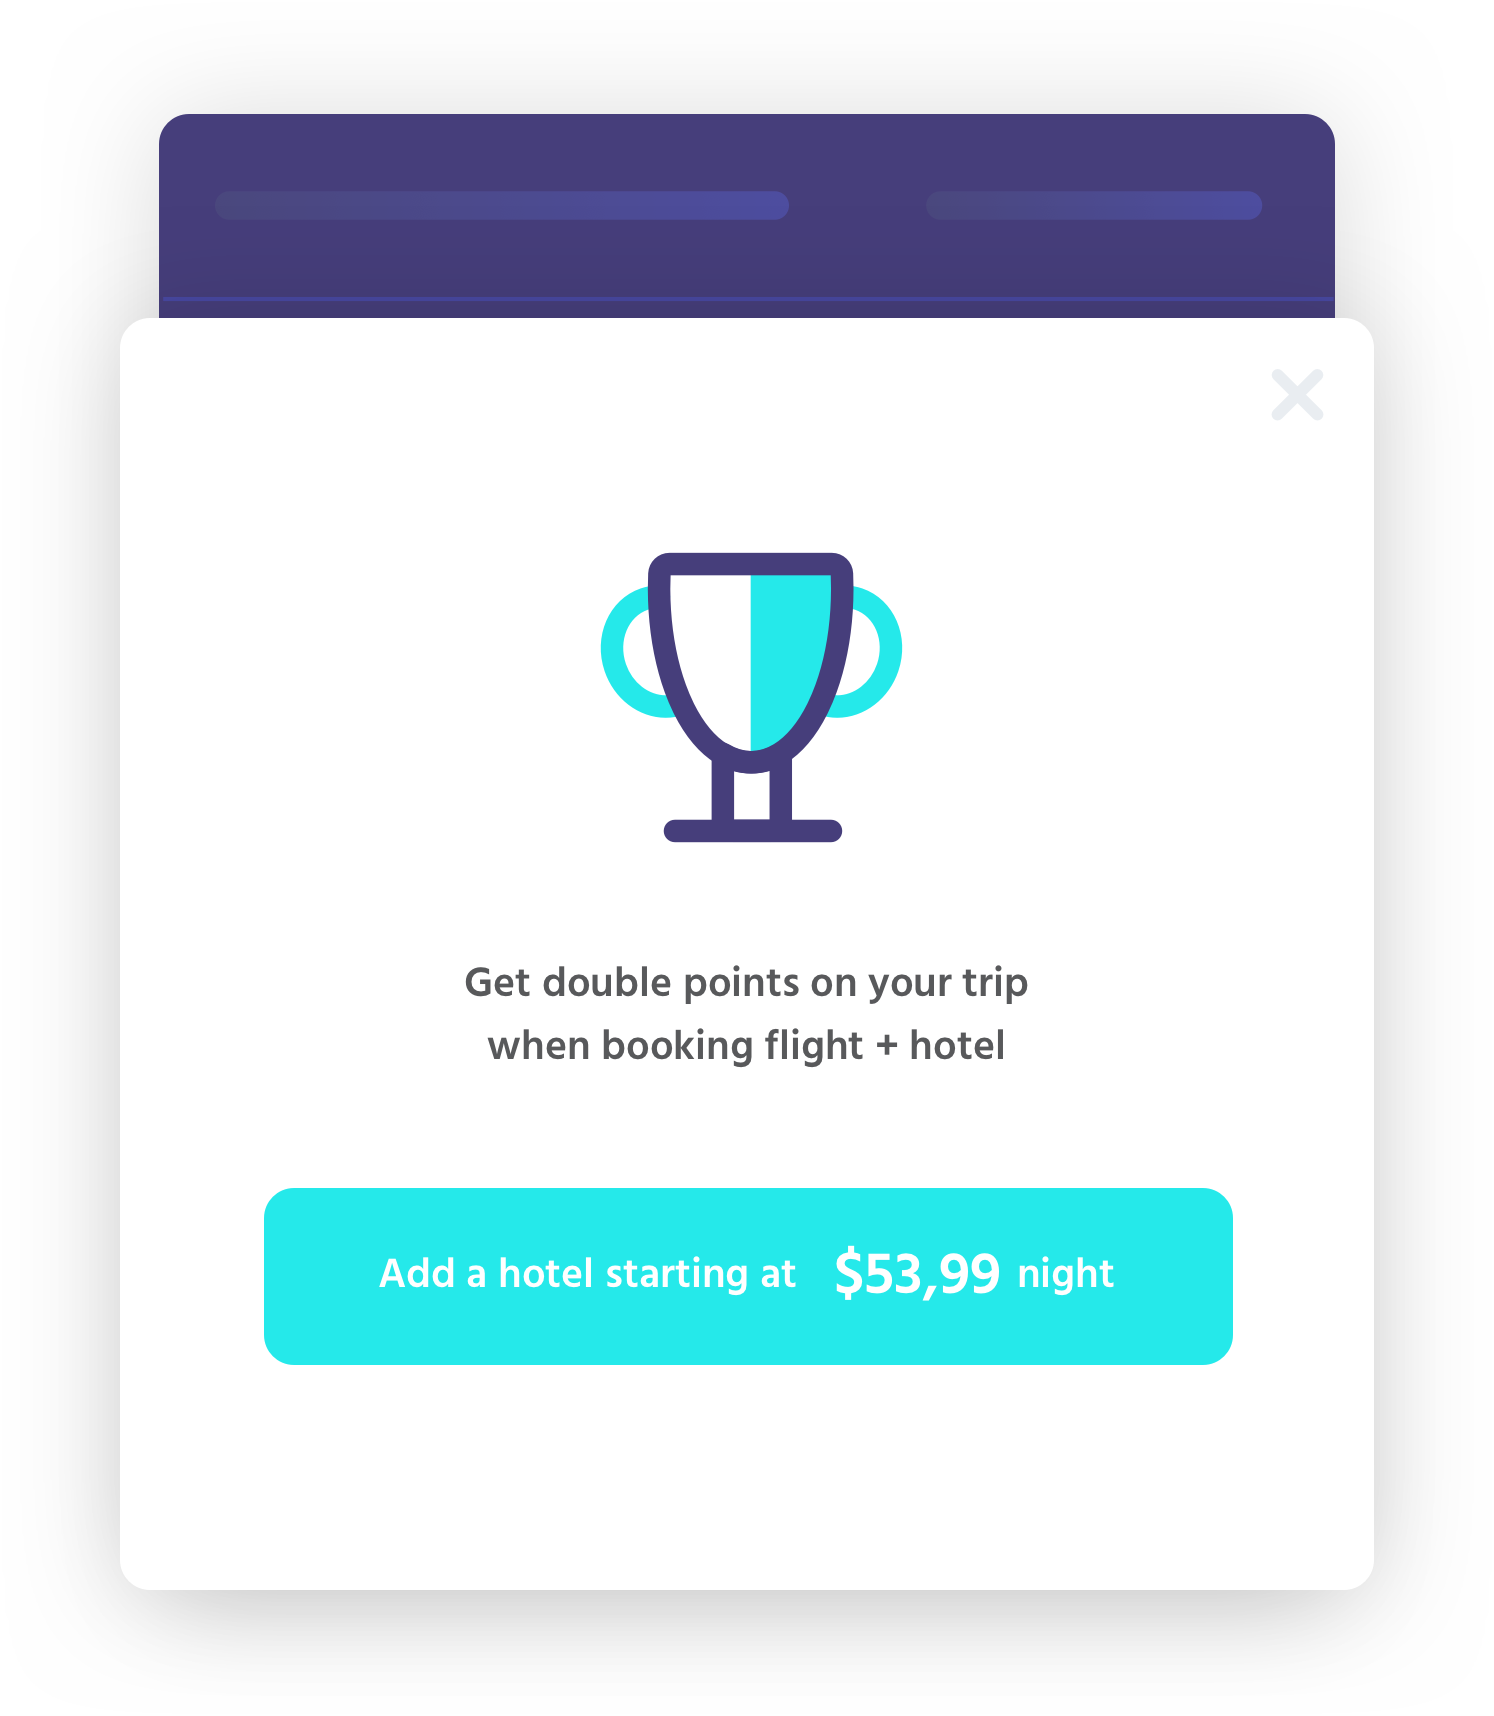 Get double points on your trip
when booking flight + hotel
Add a hotel starting at $53,99 night